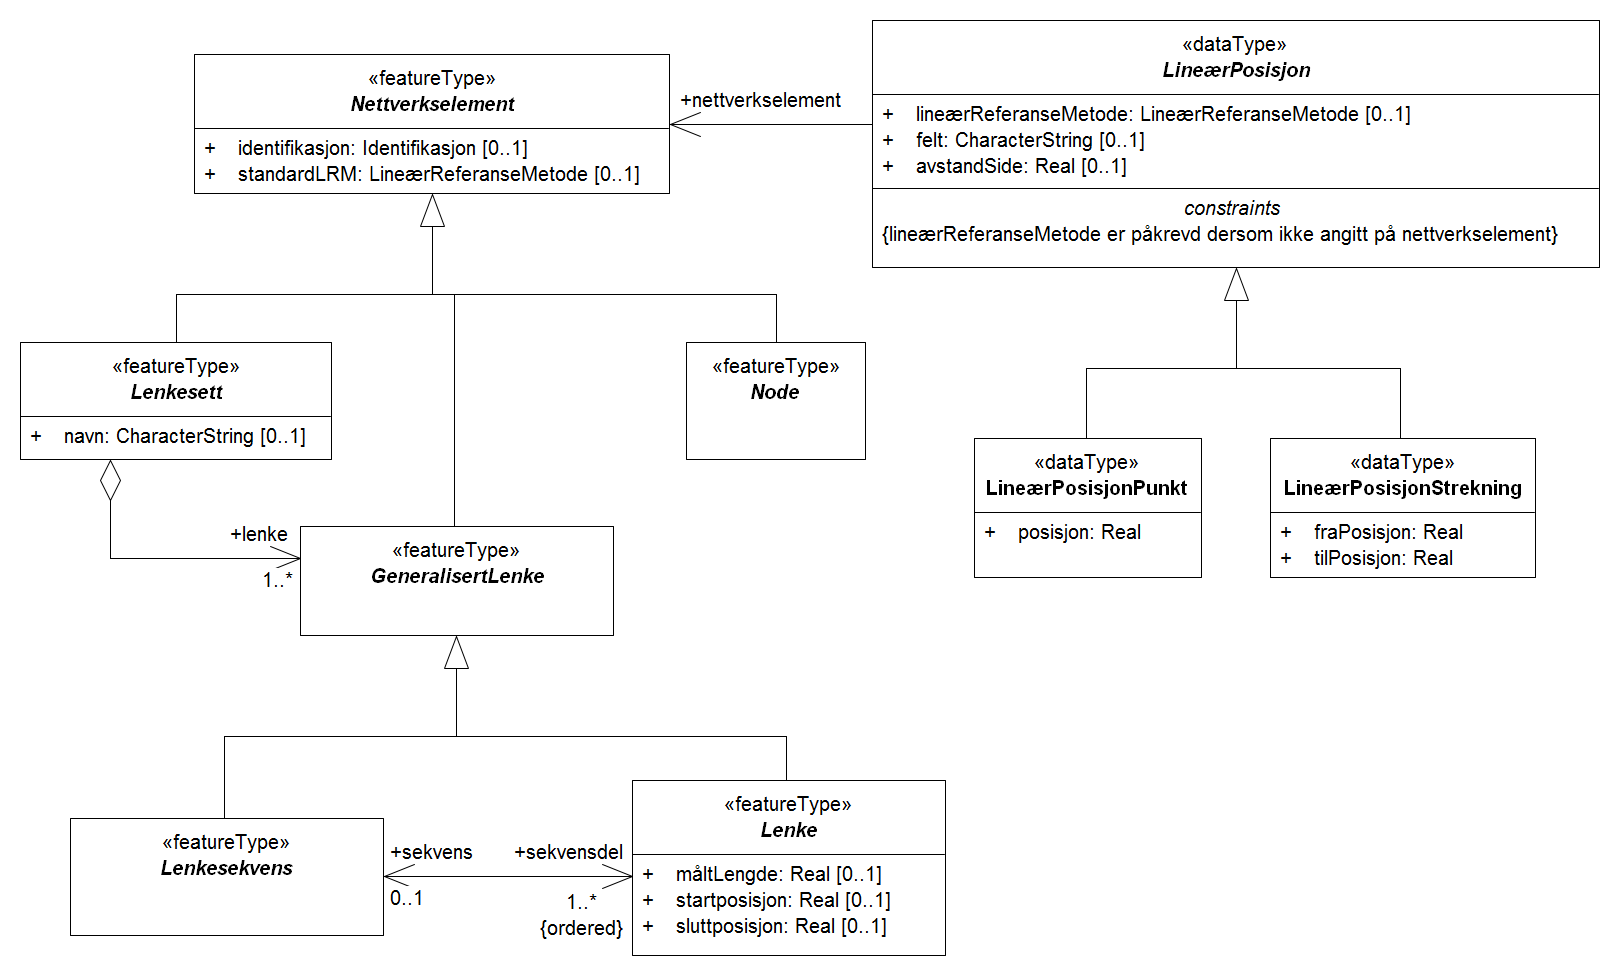 «featureType»
Nettverkselement
+ identifikasjon: Identifikasjon [0..1]
+ standardLRM: LineærReferanseMetode [0..1]
+nettverkselement
«dataType»
LineærPosisjon
+ lineærReferanseMetode: LineærReferanseMetode [0..1]
+ felt: CharacterString [0..1]
+ avstandSide: Real [0..1]
constraints
{lineærReferanseMetode er påkrevd dersom ikke angitt på nettverkselement}
«featureType»
Lenkesett
+ navn: CharacterString [0..1]
«featureType»
Node
«dataType»
LineærPosisjonPunkt
+ posisjon: Real
«dataType»
LineærPosisjonStrekning
+ fraPosisjon: Real
+ tilPosisjon: Real
+lenke
1..*
«featureType»
GeneralisertLenke
«featureType»
Lenkesekvens
+sekvens
0..1
+sekvensdel
1..*
{ordered}
«featureType»
Lenke
+ måltLengde: Real [0..1]
+ startposisjon: Real [0..1]
+ sluttposisjon: Real [0..1]